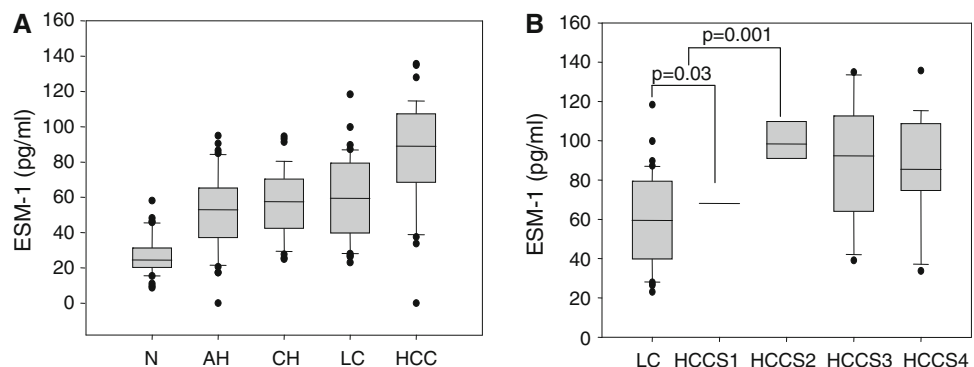 A
ESM-1 (pg/ml)
160
140
120
100
80
60
40
20
0
N AH CH LC HCC
B
ESM-1 (pg/ml)
160
140
120
100
80
60
40
20
0
p=0.001
p=0.03
LC HCCS1 HCCS2 HCCS3 HCCS4